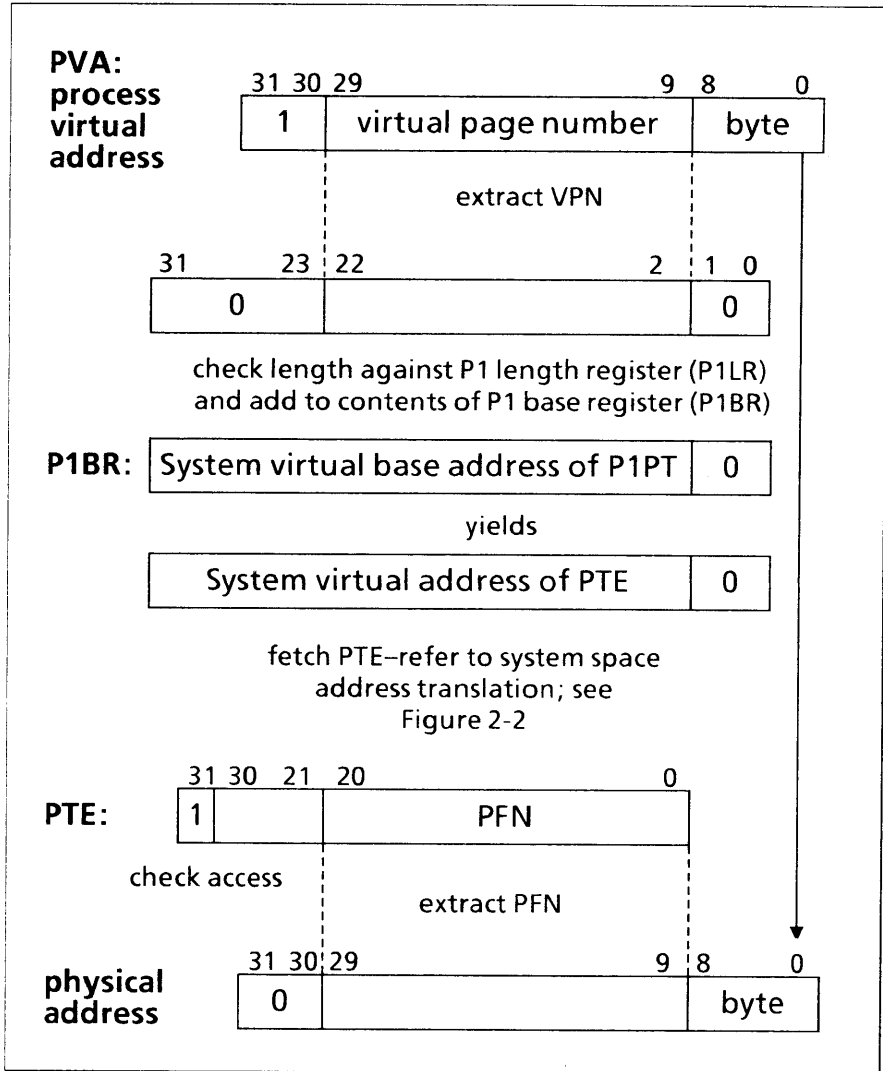 PVA:
process
virtual
address
31 30 29 9 8 0
1 virtual page number byte
extract VPN
31 23 22 2 1 0
0 0
check length against P1 length register (P1LR)
and add to contents of P1 base register (P1BR)
P1BR: System virtual base address of P1PT 0
yields
System virtual address of PTE 0
fetch PTE–refer to system space
address translation; see
Figure 2-2
31 30 21 20 0
PTE: 1 PFN
check access
extract PFN
31 30 29 9 8 0
physical
address
0 byte